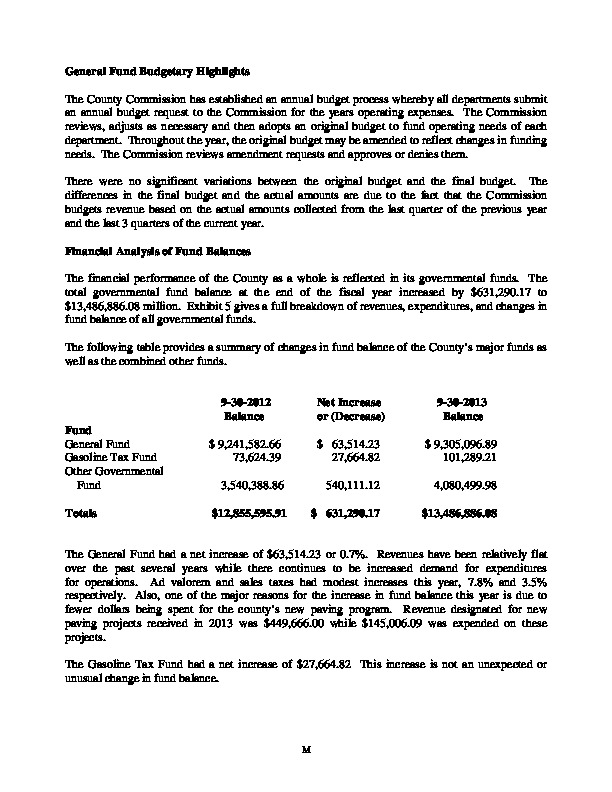 General Fund Budgetary Highlights
The County Commission has established an annual budget process whereby all departments submit
an annual budget request to the Commission for the years operating expenses. The Commission
reviews, adjusts as necessary and then adopts an original budget to fund operating needs of each
department. Throughout the year, the original budget may be amended to reflect changes in funding
needs. The Commission reviews amendment requests and approves or denies them.
There were no significant variations between the original budget and the final budget. The
differences in the final budget and the actual amounts are due to the fact that the Commission
budgets revenue based on the actual amounts collected from the last quarter of the previous year
and the last 3 quarters of the current year.
Financial Analysis of Fund Balances
The financial performance of the County as a whole is reflected in its governmental funds. The
total governmental fund balance at the end of the fiscal year increased by $631,290.17 to
$13,486,886.08 million. Exhibit 5 gives a full breakdown of revenues, expenditures, and changes in
fund balance of all governmental funds.
The following table provides a summary of changes in fund balance of the County's major funds as
well as the combined other funds.
9-30-2012 Net Increase 9-30-2013
Balance or (Decrease) Balance
Fund
General Fund $ 9,241,582.66 $ 63,514.23 $ 9,305,096.89
Gasoline Tax Fund 73,624.39 27,664.82 101,289.21
Other Governmental
Fund 3,540,388.86 540,111.12 4,080,499.98
Totals $12,855,595.91 $ 631,290.17 $13,486,886.08
The General Fund had a net increase of $63,514.23 or 0.7%. Revenues have been relatively flat
over the past several years while there continues to be increased demand for expenditures
for operations. Ad valorem and sales taxes had modest increases this year, 7.8% and 3.5%
respectively. Also, one of the major reasons for the increase in fund balance this year is due to
fewer dollars being spent for the county's new paving program. Revenue designated for new
paving projects received in 2013 was $449,666.00 while $145,006.09 was expended on these
projects.
The Gasoline Tax Fund had a net increase of $27,664.82 This increase is not an unexpected or
unusual change in fund balance.
M